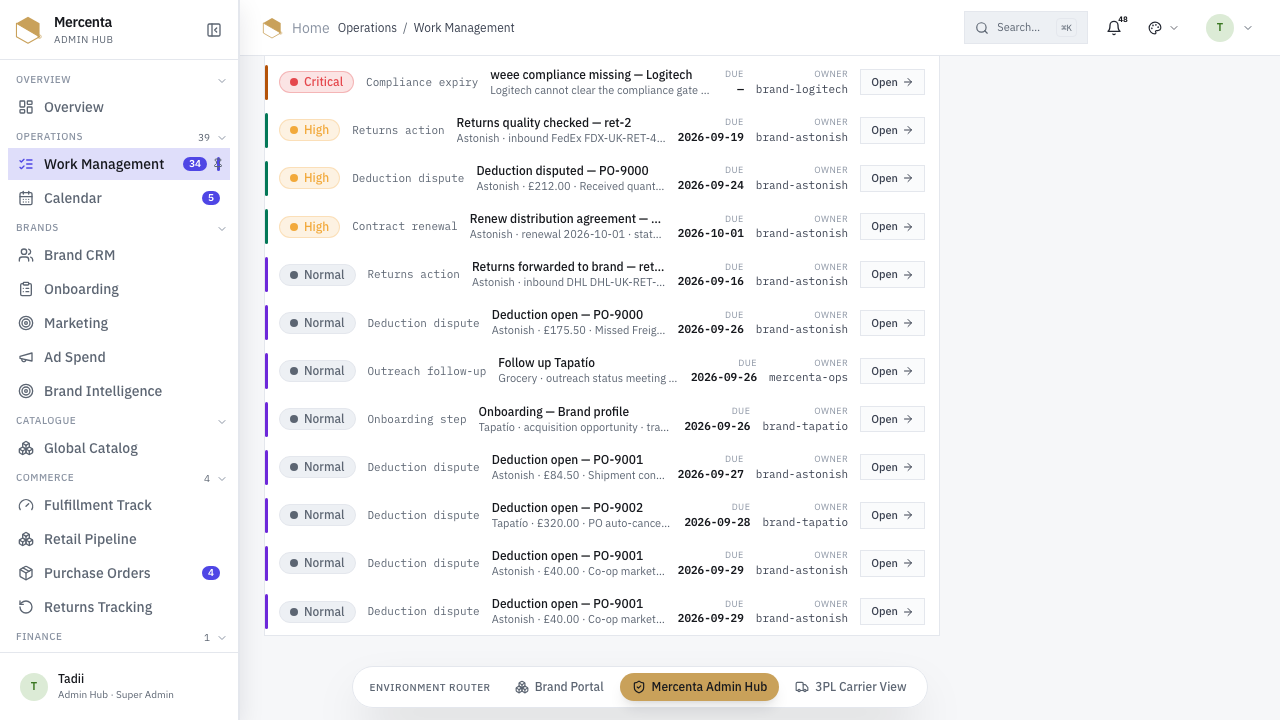 Mercenta
ADMIN HUB
OVERVIEW
Overview
OPERATIONS 39
Work Management 34
Calendar 5
BRANDS
Brand CRM
Onboarding
Marketing
Ad Spend
Brand Intelligence
CATALOGUE
Global Catalog
COMMERCE 4
Fulfillment Track
Retail Pipeline
Purchase Orders 4
Returns Tracking
FINANCE 1
T
Tadii
Admin Hub · Super Admin
Home Operations / Work Management
Search... ⌘K
48
T
Critical Compliance expiry weee compliance missing — Logitech DUE OWNER
Logitech cannot clear the compliance gate ... — brand-logitech Open →
High Returns action Returns quality checked — ret-2 DUE OWNER
Astonish · inbound FedEx FDX-UK-RET-4... 2026-09-19 brand-astonish Open →
High Deduction dispute Deduction disputed — PO-9000 DUE OWNER
Astonish · £212.00 · Received quant... 2026-09-24 brand-astonish Open →
High Contract renewal Renew distribution agreement — ... DUE OWNER
Astonish · renewal 2026-10-01 · stat... 2026-10-01 brand-astonish Open →
Normal Returns action Returns forwarded to brand — ret... DUE OWNER
Astonish · inbound DHL DHL-UK-RET-... 2026-09-16 brand-astonish Open →
Normal Deduction dispute Deduction open — PO-9000 DUE OWNER
Astonish · £175.50 · Missed Freig... 2026-09-26 brand-astonish Open →
Normal Outreach follow-up Follow up Tapatío DUE OWNER
Grocery · outreach status meeting ... 2026-09-26 mercenta-ops Open →
Normal Onboarding step Onboarding — Brand profile DUE OWNER
Tapatío · acquisition opportunity · tra... 2026-09-26 brand-tapatio Open →
Normal Deduction dispute Deduction open — PO-9001 DUE OWNER
Astonish · £84.50 · Shipment con... 2026-09-27 brand-astonish Open →
Normal Deduction dispute Deduction open — PO-9002 DUE OWNER
Tapatío · £320.00 · PO auto-cance... 2026-09-28 brand-tapatio Open →
Normal Deduction dispute Deduction open — PO-9001 DUE OWNER
Astonish · £40.00 · Co-op market... 2026-09-29 brand-astonish Open →
Normal Deduction dispute Deduction open — PO-9001 DUE OWNER
Astonish · £40.00 · Co-op market... 2026-09-29 brand-astonish Open →
ENVIRONMENT ROUTER Brand Portal Mercenta Admin Hub 3PL Carrier View